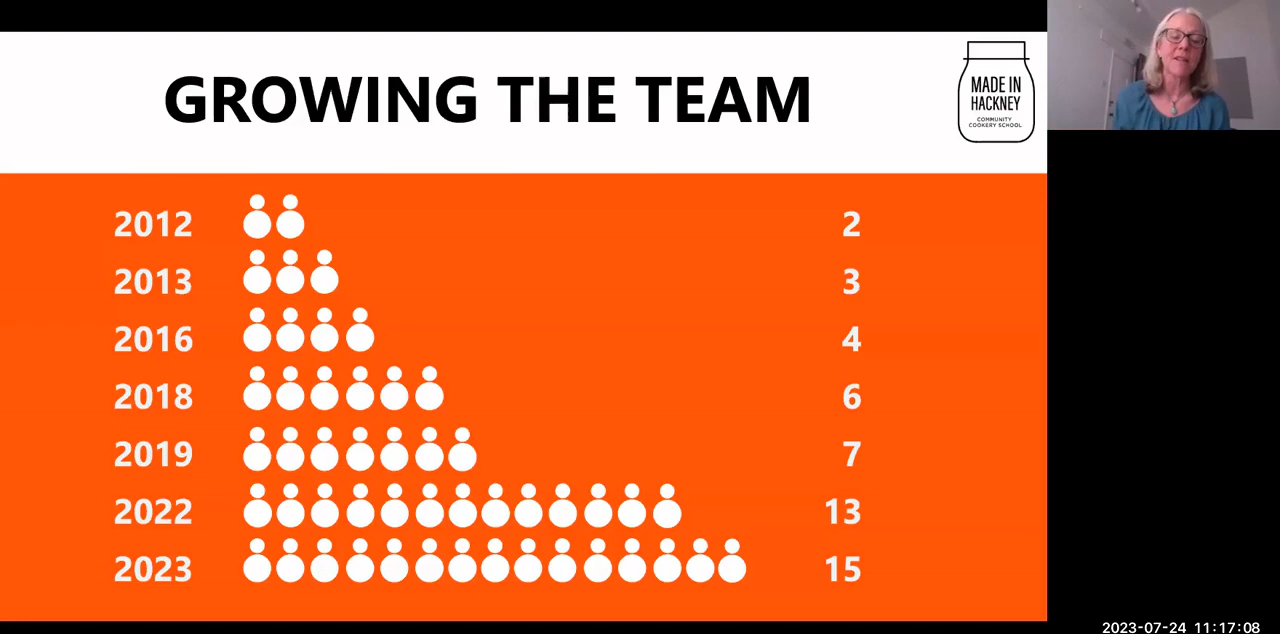 GROWING THE TEAM
MADE IN
HACKNEY
COMMUNITY
COOKERY SCHOOL
2012 2
2013 3
2016 4
2018 6
2019 7
2022 13
2023 15
2023-07-24 11:17:08